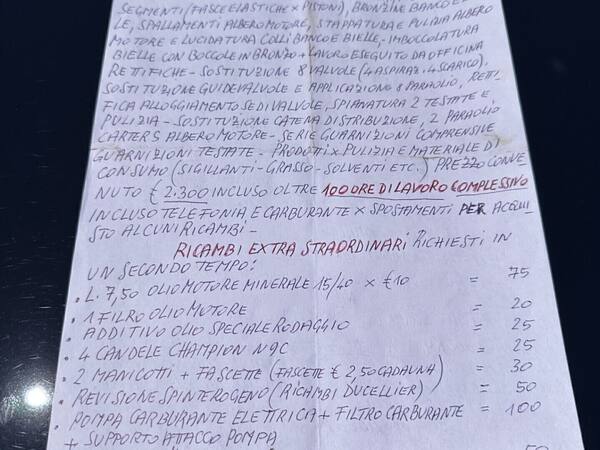 SEGMENTI (FASCE ELASTICHE X PISTONI), BRONZINE BANCO E
LE, SPALLAMENTI ALBERO MOTORE, STAPPATURA E PULIZIA ALBERO
MOTORE E LUCIDATURA COLLI BANCO E BIELLE, IMBOCCOLATURA
BIELLE CON BOCCOLE IN BRONZO + LAVORO ESEGUITO DA OFFICINA
RETTIFICHE - SOSTITUZIONE 8 VALVOLE (4 ASPIRAZ. + 4 SCARICO).
SOSTITUZIONE GUIDEVALVOLE E APPLICAZIONE 8 PARAOLIO, RETTI-
FICA ALLOGGIAMENTO SEDI VALVOLE, SPIANATURA 2 TESTATE E
PULIZIA - SOSTITUZIONE CATENA DISTRIBUZIONE, 2 PARAOLIO
CARTERS ALBERO MOTORE - SERIE GUARNIZIONI COMPRENSIVE
GUARNIZIONI TESTATE - PRODOTTI X PULIZIA E MATERIALE DI
CONSUMO (SIGILLANTI - GRASSO - SOLVENTI ETC.) PREZZO CONVE
NUTO € 2.300 INCLUSO OLTRE 100 ORE DI LAVORO COMPLESSIVO
INCLUSO TELEFONIA E CARBURANTE X SPOSTAMENTI PER ACQUI
STO ALCUNI RICAMBI -
RICAMBI EXTRA STRAORDINARI RICHIESTI IN
UN SECONDO TEMPO:
• L. 7,50 OLIO MOTORE MINERALE 15/40 X €10 = 75
• 1 FILRO OLIO MOTORE = 20
• ADDITIVO OLIO SPECIALE RODAGGIO = 25
• 4 CANDELE CHAMPION N9C = 25
• 2 MANICOTTI + FASCETTE (FASCETE € 2,50 CADAUNA) = 30
• REVISIONE SPINTEROGENO (RICAMBI DUCELLIER) = 50
• POMPA CARBURANTE ELETTRICA + FILTRO CARBURANTE = 100
+ SUPPORTO ATTACCO POMPA